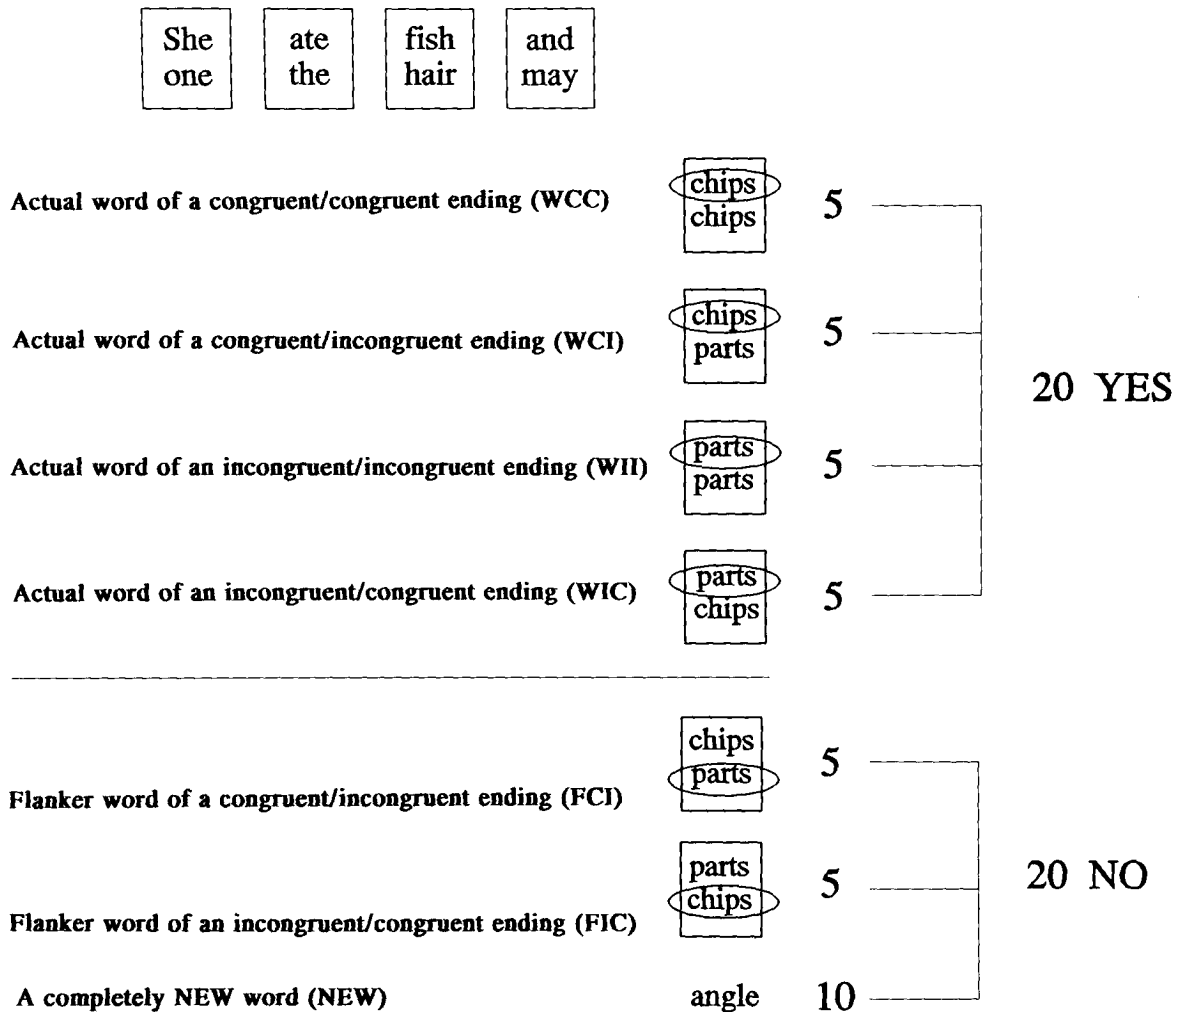 She ate fish and
one the hair may
Actual word of a congruent/congruent ending (WCC) chips 5
chips
Actual word of a congruent/incongruent ending (WCI) chips 5
parts
20 YES
Actual word of an incongruent/incongruent ending (WII) parts 5
parts
Actual word of an incongruent/congruent ending (WIC) parts 5
chips
chips 5
parts
Flanker word of a congruent/incongruent ending (FCI)
parts 5
chips
20 NO
Flanker word of an incongruent/congruent ending (FIC)
A completely NEW word (NEW) angle 10